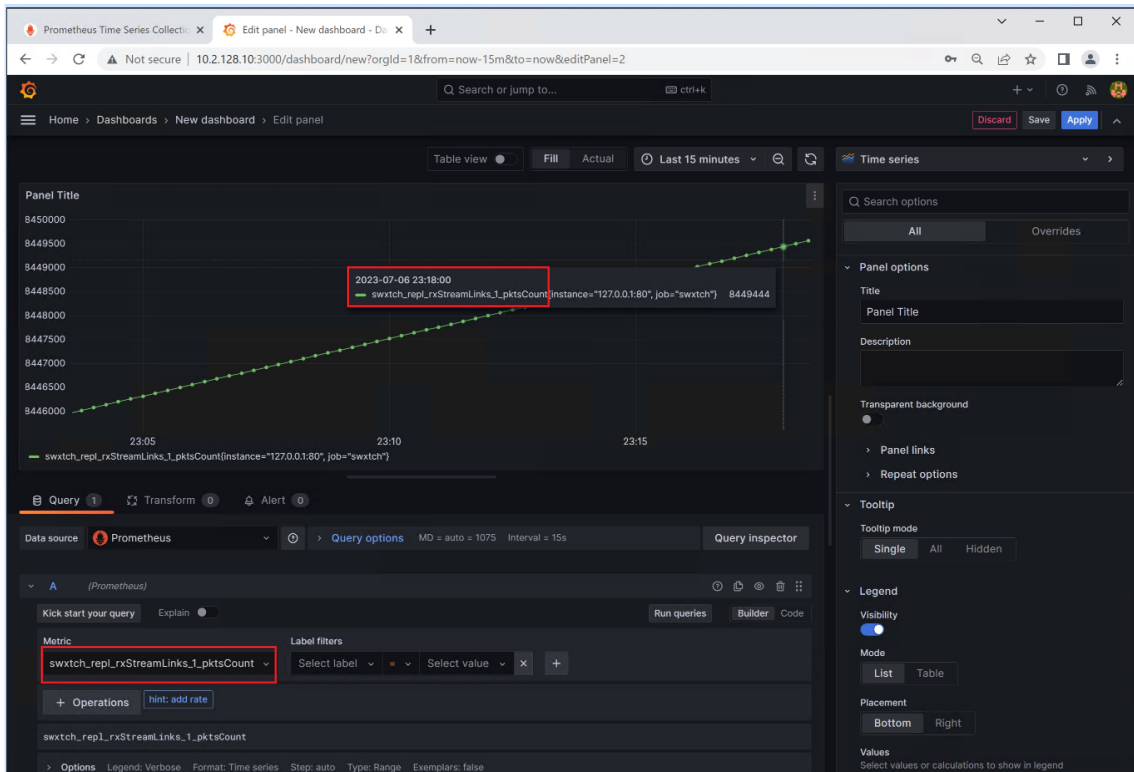 Prometheus Time Series Collectic
Edit panel - New dashboard - Da
Not secure | 10.2.128.10:3000/dashboard/new?orgId=1&from=now-15m&to=now&editPanel=2
Search or jump to... ctrl+k
Home > Dashboards > New dashboard > Edit panel
Discard Save Apply
Table view Fill Actual Last 15 minutes
Time series
Panel Title
8450000
8449500
8449000
8448500
8448000
8447500
8447000
8446500
8446000
2023-07-06 23:18:00
swxtch_repl_rxStreamLinks_1_pktsCount{instance="127.0.0.1:80", job="swxtch"} 8449444
23:05 23:10 23:15
swxtch_repl_rxStreamLinks_1_pktsCount{instance="127.0.0.1:80", job="swxtch"}
Query 1 Transform 0 Alert 0
Data source Prometheus > Query options MD = auto = 1075 Interval = 15s Query inspector
A (Prometheus)
Kick start your query Explain Run queries Builder Code
Metric Label filters
swxtch_repl_rxStreamLinks_1_pktsCount Select label = Select value × +
+ Operations hint: add rate
swxtch_repl_rxStreamLinks_1_pktsCount
> Options Legend: Verbose Format: Time series Step: auto Type: Range Exemplars: false
Search options
All Overrides
Panel options
Title
Panel Title
Description
Transparent background
> Panel links
> Repeat options
Tooltip
Tooltip mode
Single All Hidden
Legend
Visibility
Mode
List Table
Placement
Bottom Right
Values
Select values or calculations to show in legend